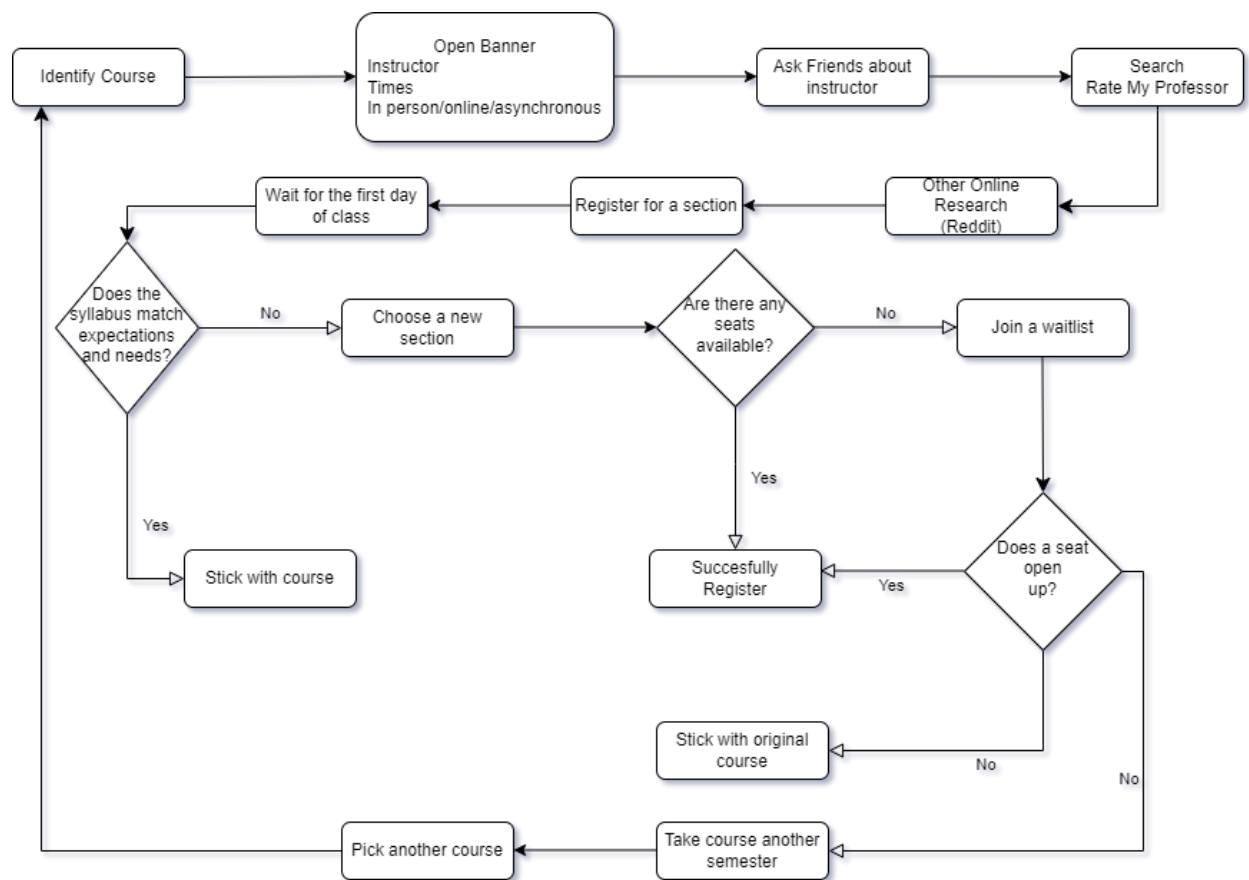 Identify Course
Open Banner
Instructor
Times
In person/online/asynchronous
Ask Friends about
instructor
Search
Rate My Professor
Wait for the first day
of class
Register for a section
Other Online
Research
(Reddit)
Does the
syllabus match
expectations
and needs?
No
Choose a new
section
Are there any
seats
available?
No
Join a waitlist
Yes
Yes
Stick with course
Succesfully
Register
Yes
Does a seat
open
up?
Stick with original
course
No
No
Pick another course
Take course another
semester